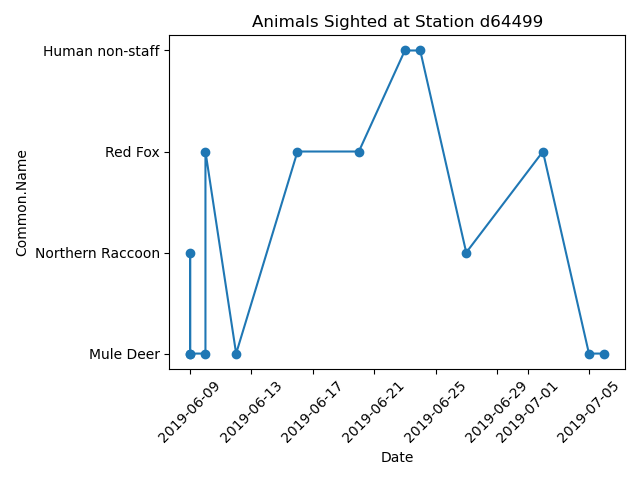 Animals Sighted at Station d64499
Human non-staff
Red Fox
Northern Raccoon
Mule Deer
Common.Name
2019-06-09
2019-06-13
2019-06-17
2019-06-21
2019-06-25
2019-06-29
2019-07-01
2019-07-05
Date